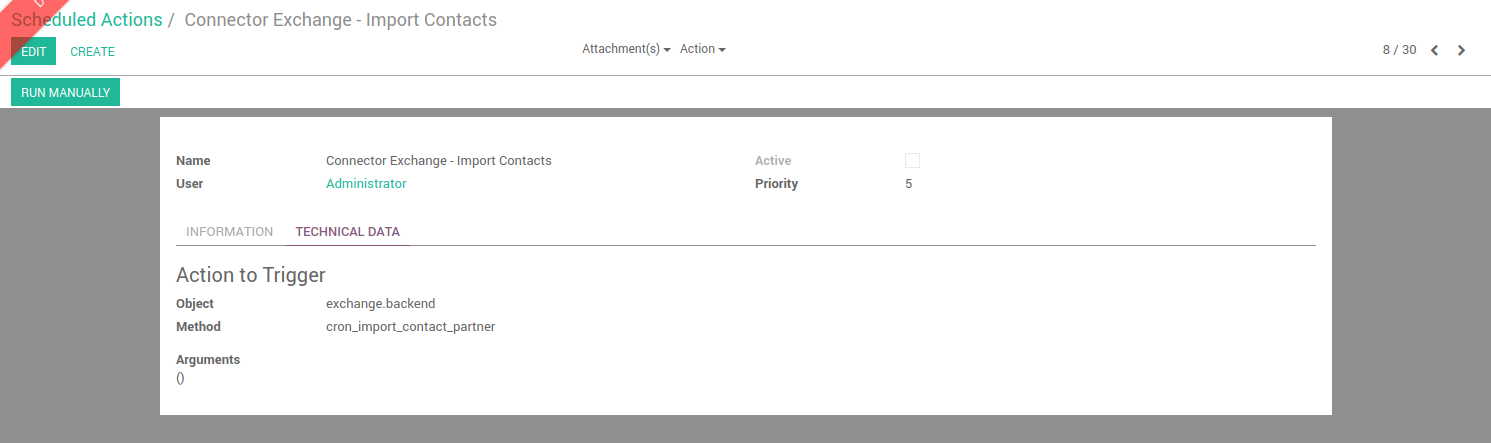 Scheduled Actions / Connector Exchange - Import Contacts
EDIT CREATE Attachment(s) Action 8 / 30
RUN MANUALLY
Name Connector Exchange - Import Contacts Active
User Administrator Priority 5
INFORMATION TECHNICAL DATA
Action to Trigger
Object exchange.backend
Method cron_import_contact_partner
Arguments
()